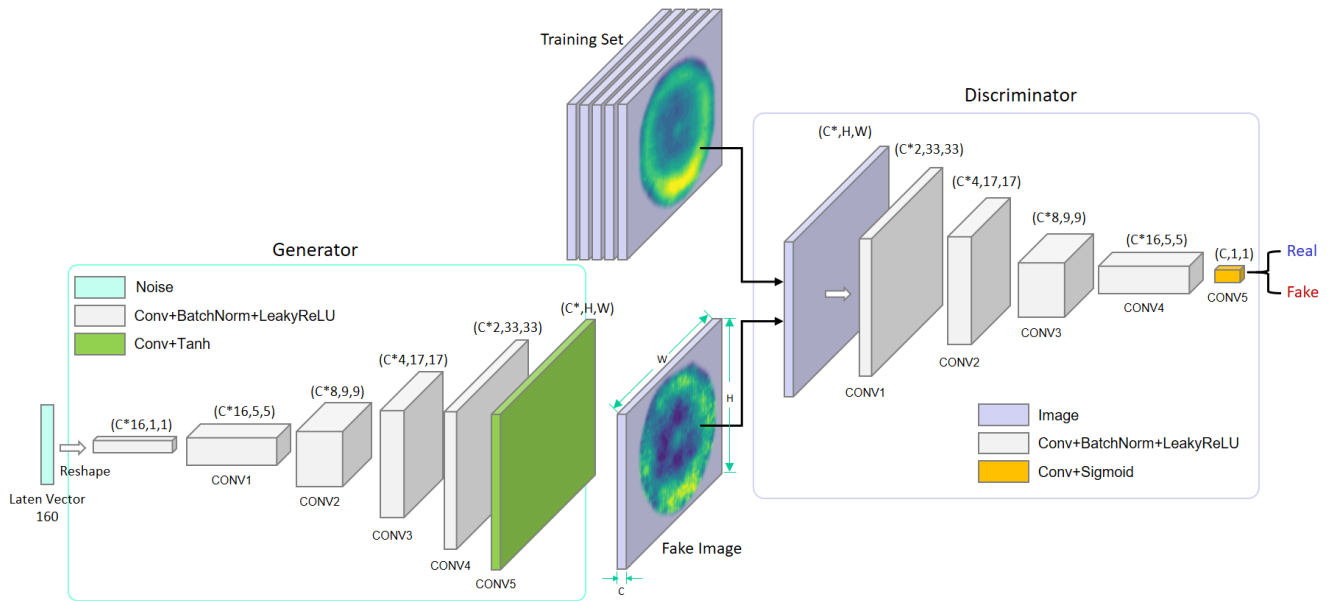 Training Set
Discriminator
(C*,H,W)
(C*2,33,33)
(C*4,17,17)
(C*8,9,9)
(C*16,5,5)
(C,1,1)
Real
Fake
CONV1
CONV2
CONV3
CONV4
CONV5
Image
Conv+BatchNorm+LeakyReLU
Conv+Sigmoid
Generator
Noise
Conv+BatchNorm+LeakyReLU
Conv+Tanh
(C*,H,W)
(C*2,33,33)
(C*4,17,17)
(C*8,9,9)
(C*16,5,5)
(C*16,1,1)
Reshape
Laten Vector
160
CONV1
CONV2
CONV3
CONV4
CONV5
W
H
Fake Image
C